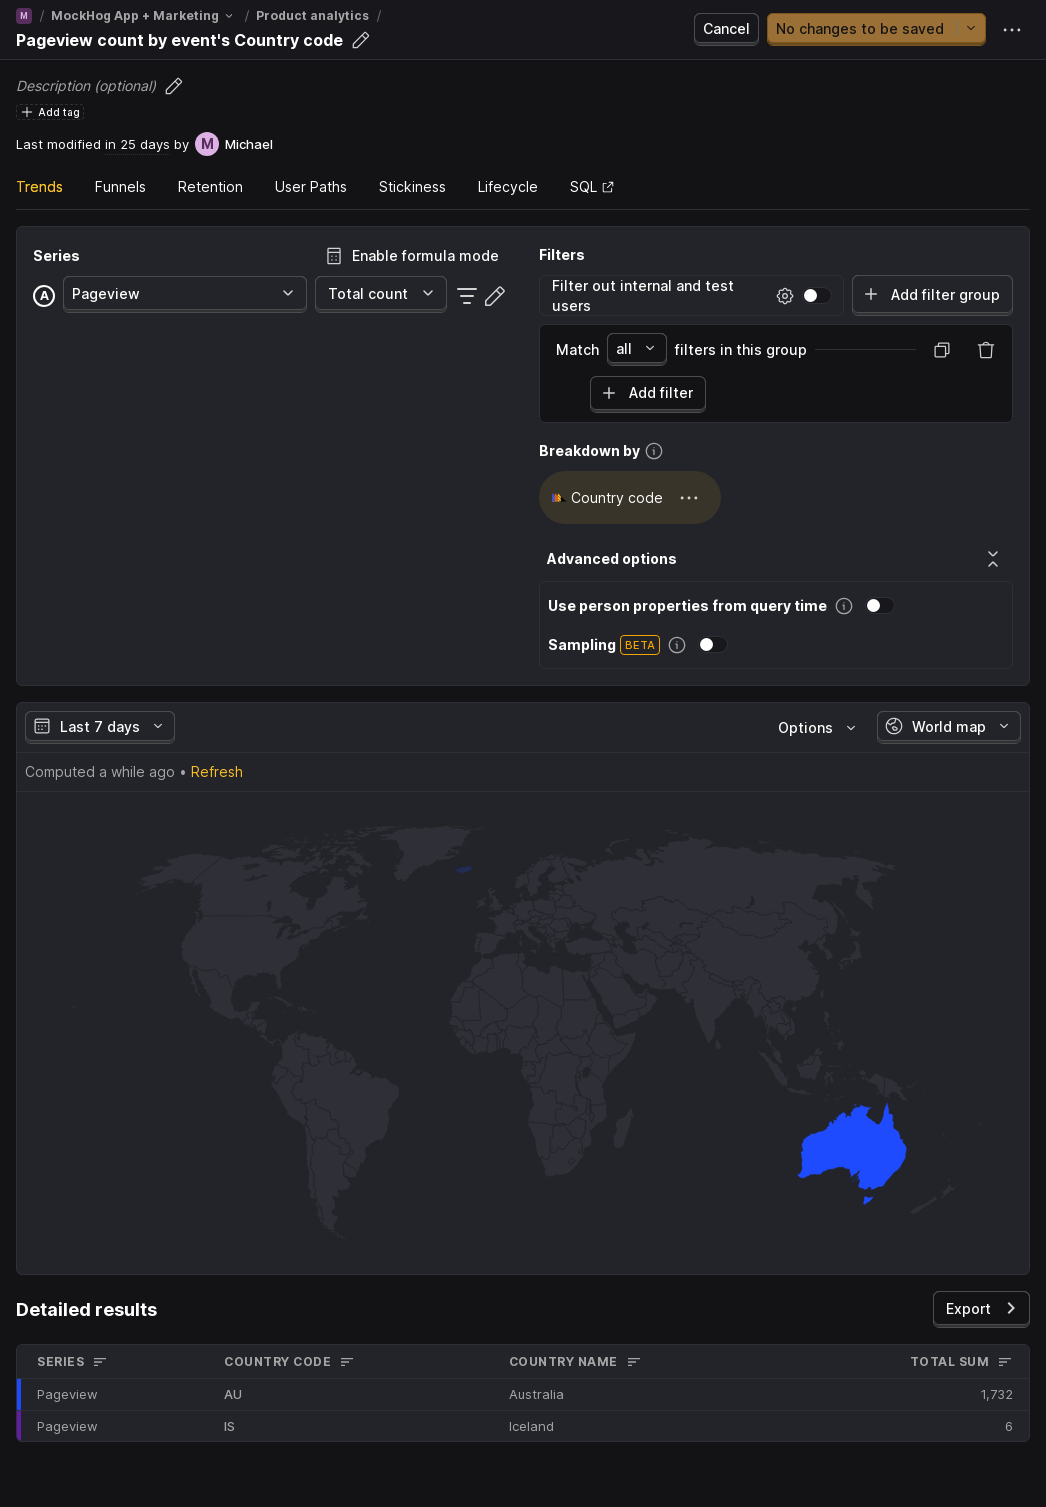 M / MockHog App + Marketing / Product analytics /
Pageview count by event's Country code
Cancel
No changes to be saved
Description (optional)
Add tag
Last modified in 25 days by M Michael
Trends Funnels Retention User Paths Stickiness Lifecycle SQL
Series
Enable formula mode
A Pageview Total count
Filters
Filter out internal and test
users
Add filter group
Match all filters in this group
Add filter
Breakdown by
Country code
Advanced options
Use person properties from query time
Sampling BETA
Last 7 days
Options World map
Computed a while ago • Refresh
Detailed results
Export
SERIES COUNTRY CODE COUNTRY NAME TOTAL SUM
Pageview AU Australia 1,732
Pageview IS Iceland 6